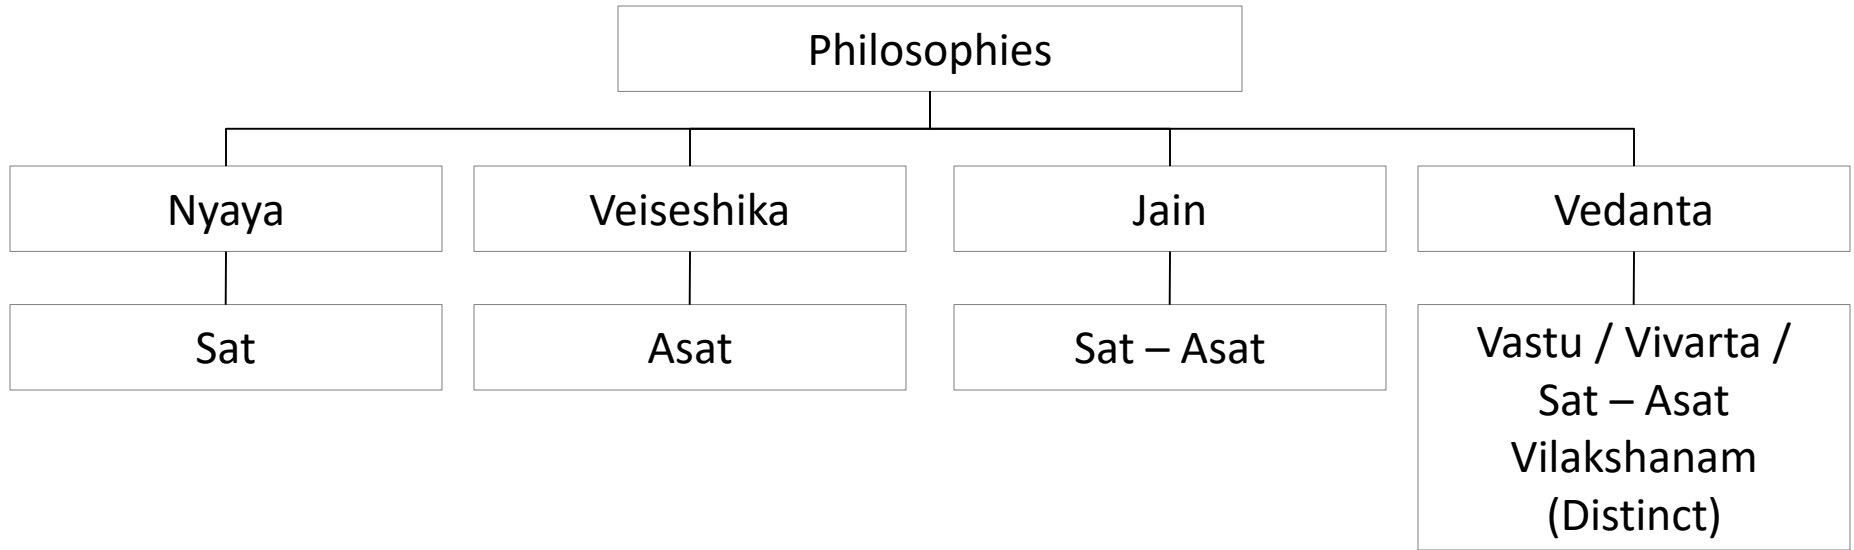 Philosophies
Nyaya
Veiseshika
Jain
Vedanta
Sat
Asat
Sat – Asat
Vastu / Vivarta /
Sat – Asat
Vilakshanam
(Distinct)